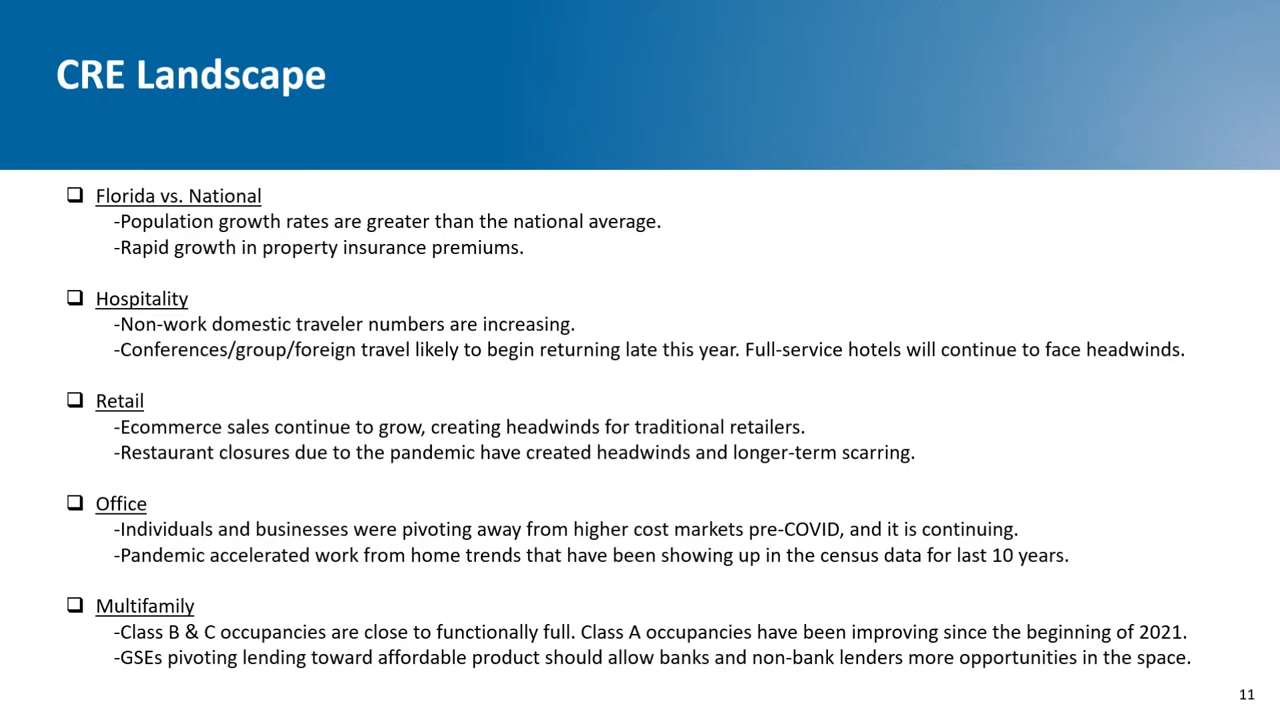 CRE Landscape
❑ Florida vs. National
-Population growth rates are greater than the national average.
-Rapid growth in property insurance premiums.
❑ Hospitality
-Non-work domestic traveler numbers are increasing.
-Conferences/group/foreign travel likely to begin returning late this year. Full-service hotels will continue to face headwinds.
❑ Retail
-Ecommerce sales continue to grow, creating headwinds for traditional retailers.
-Restaurant closures due to the pandemic have created headwinds and longer-term scarring.
❑ Office
-Individuals and businesses were pivoting away from higher cost markets pre-COVID, and it is continuing.
-Pandemic accelerated work from home trends that have been showing up in the census data for last 10 years.
❑ Multifamily
-Class B & C occupancies are close to functionally full. Class A occupancies have been improving since the beginning of 2021.
-GSEs pivoting lending toward affordable product should allow banks and non-bank lenders more opportunities in the space.
11